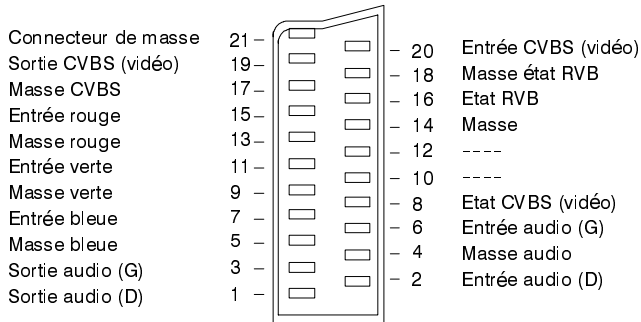 Connecteur de masse 21
Sortie CVBS (vidéo) 19
Masse CVBS 17
Entrée rouge 15
Masse rouge 13
Entrée verte 11
Masse verte 9
Entrée bleue 7
Masse bleue 5
Sortie audio (G) 3
Sortie audio (D) 1
20 Entrée CVBS (vidéo)
18 Masse état RVB
16 Etat RVB
14 Masse
12 ----
10 ----
8 Etat CVBS (vidéo)
6 Entrée audio (G)
4 Masse audio
2 Entrée audio (D)